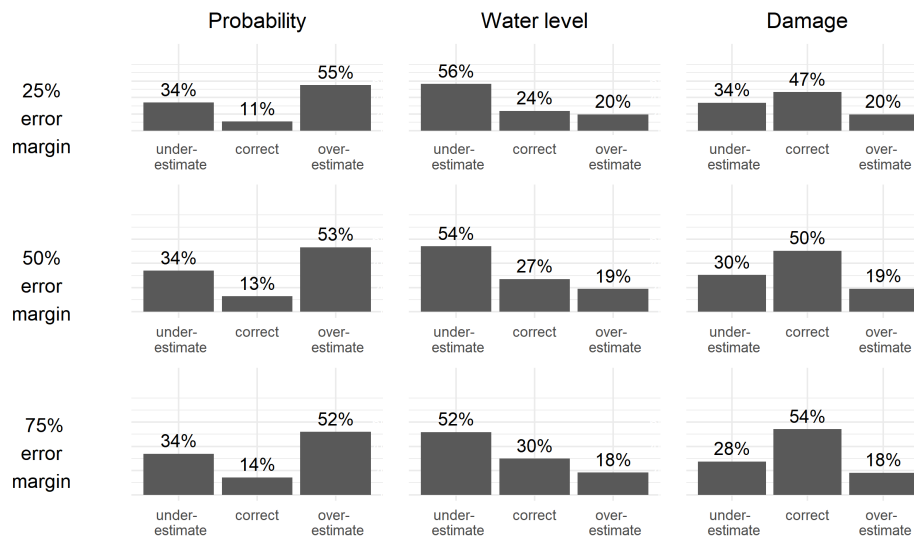 Probability Water level Damage
25%
error
margin
34% 11% 55%
under-
estimate
correct
over-
estimate
56% 24% 20%
under-
estimate
correct
over-
estimate
34% 47% 20%
under-
estimate
correct
over-
estimate
50%
error
margin
34% 13% 53%
under-
estimate
correct
over-
estimate
54% 27% 19%
under-
estimate
correct
over-
estimate
30% 50% 19%
under-
estimate
correct
over-
estimate
75%
error
margin
34% 14% 52%
under-
estimate
correct
over-
estimate
52% 30% 18%
under-
estimate
correct
over-
estimate
28% 54% 18%
under-
estimate
correct
over-
estimate